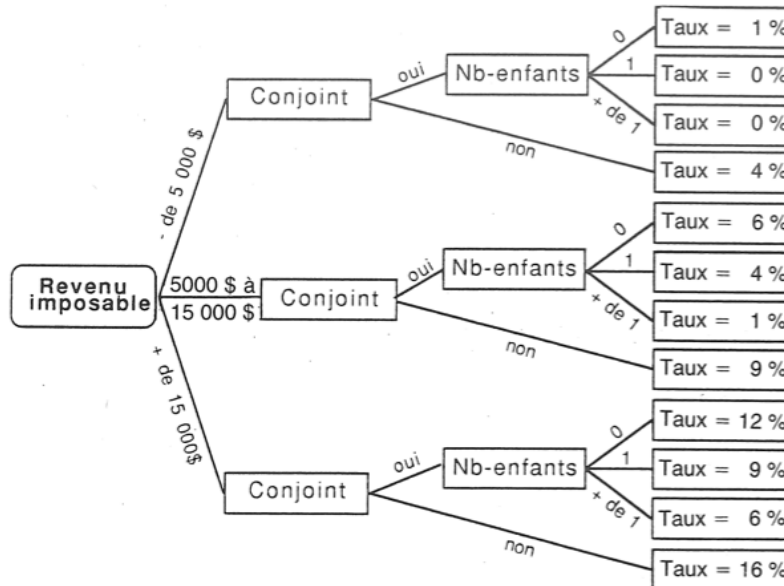 0
Taux = 1 %
oui
Nb-enfants
1
Taux = 0 %
Conjoint
+ de 1
Taux = 0 %
non
Taux = 4 %
- de 5 000 $
0
Taux = 6 %
oui
Nb-enfants
1
Taux = 4 %
Revenu
imposable
5000 $ à
15 000 $
Conjoint
+ de 1
Taux = 1 %
non
Taux = 9 %
+ de 15 000$
0
Taux = 12 %
oui
Nb-enfants
1
Taux = 9 %
Conjoint
+ de 1
Taux = 6 %
non
Taux = 16 %